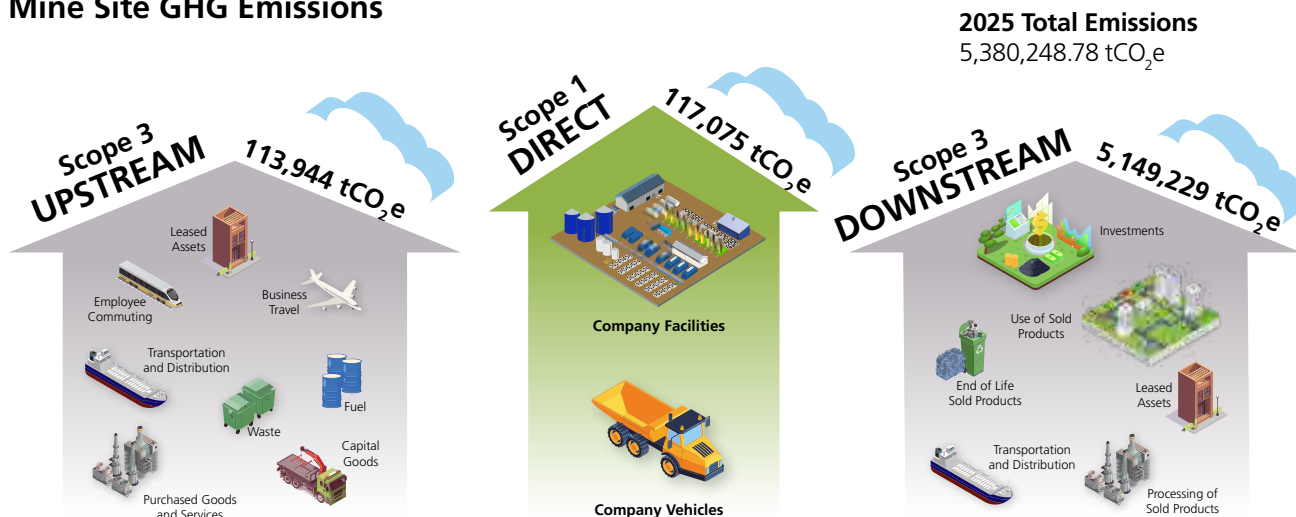 Mine Site GHG Emissions
2025 Total Emissions
5,380,248.78 tCO₂e
Scope 3
UPSTREAM
113,944 tCO₂e
Leased
Assets
Employee
Commuting
Business
Travel
Transportation
and Distribution
Fuel
Waste
Capital
Goods
Purchased Goods
and Services
Scope 1
DIRECT
117,075 tCO₂e
Company Facilities
Company Vehicles
Scope 3
DOWNSTREAM
5,149,229 tCO₂e
Investments
Use of Sold
Products
End of Life
Sold Products
Leased
Assets
Transportation
and Distribution
Processing of
Sold Products